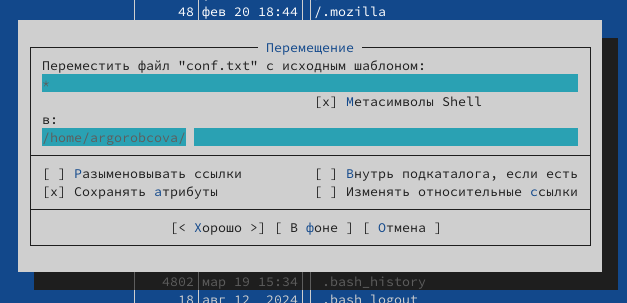 48 фев 20 18:44 /.mozilla
Перемещение
Переместить файл "conf.txt" с исходным шаблоном:
*
[x] Метасимволы Shell
в:
/home/argorobcova/
[ ] Разыменовывать ссылки [ ] Внутрь подкаталога, если есть
[x] Сохранять атрибуты [ ] Изменять относительные ссылки
[< Хорошо >] [ В фоне ] [ Отмена ]
4802 мар 19 15:34 .bash_history
18 авг 12 2024 .bash_logout